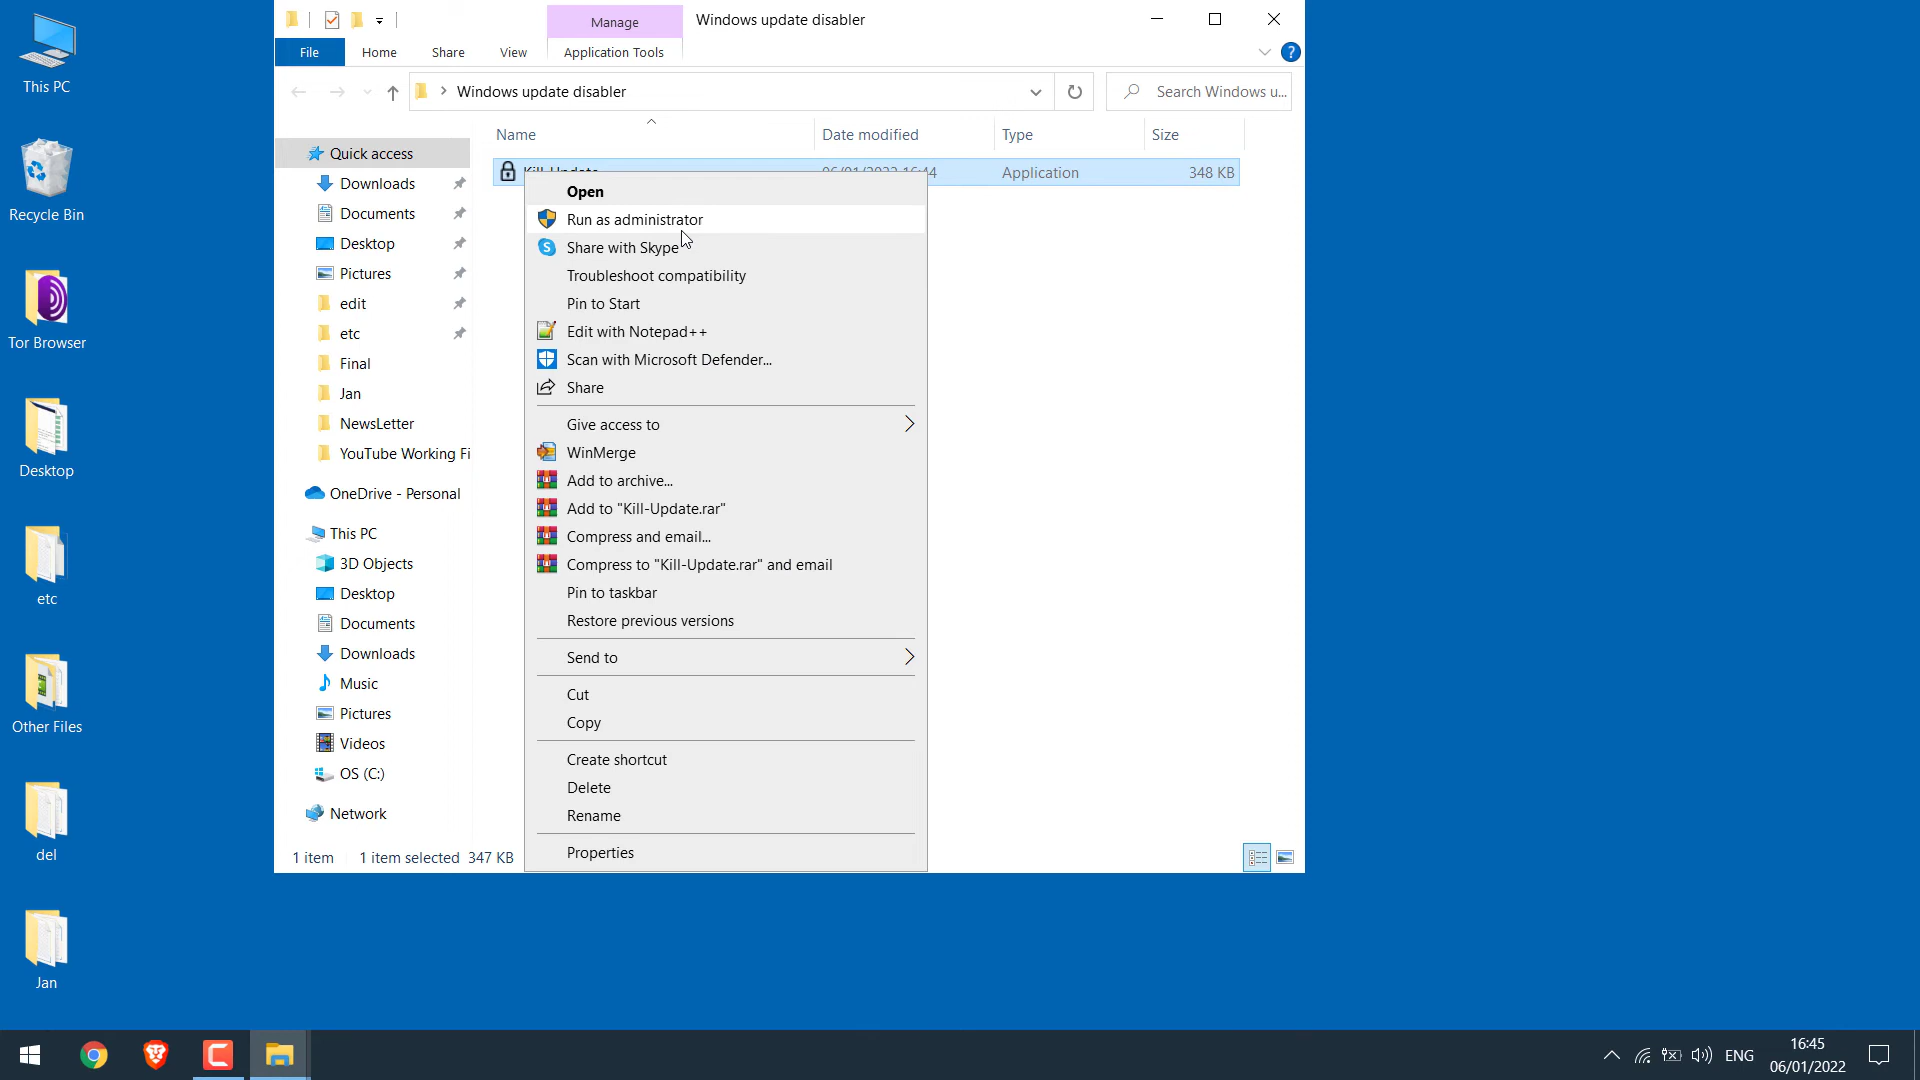 This PC
Recycle Bin
Tor Browser
Desktop
etc
Other Files
del
Jan
Manage
Windows update disabler
File
Home
Share
View
Application Tools
Windows update disabler
Search Windows u...
Name
Date modified
Type
Size
Quick access
Downloads
Documents
Desktop
Pictures
edit
etc
Final
Jan
NewsLetter
YouTube Working Fi
OneDrive - Personal
This PC
3D Objects
Desktop
Documents
Downloads
Music
Pictures
Videos
OS (C:)
Network
Kill-Update 06/01/2022 16:44 Application 348 KB
Open
Run as administrator
Share with Skype
Troubleshoot compatibility
Pin to Start
Edit with Notepad++
Scan with Microsoft Defender...
Share
Give access to
WinMerge
Add to archive...
Add to "Kill-Update.rar"
Compress and email...
Compress to "Kill-Update.rar" and email
Pin to taskbar
Restore previous versions
Send to
Cut
Copy
Create shortcut
Delete
Rename
Properties
1 item 1 item selected 347 KB
ENG
16:45
06/01/2022